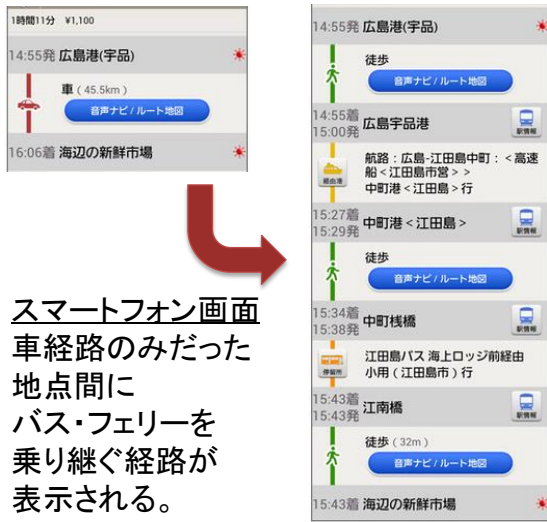 1時間11分 ¥1,100
14:55発 広島港(宇品)
車 ( 45.5km )
音声ナビ / ルート地図
16:06着 海辺の新鮮市場
スマートフォン画面
車経路のみだった
地点間に
バス・フェリーを
乗り継ぐ経路が
表示される。
14:55発 広島港(宇品)
徒歩
音声ナビ / ルート地図
14:55着
15:00発 広島宇品港
駅情報
航路：広島-江田島中町：＜高速
船＜江田島市営＞＞
中町港＜江田島＞行
経由港
15:27着
15:29発 中町港＜江田島＞
駅情報
徒歩
音声ナビ / ルート地図
15:34着
15:38発 中町桟橋
駅情報
江田島バス 海上ロッジ前経由
小用 ( 江田島市 ) 行
停留所
15:43着
15:43発 江南橋
駅情報
徒歩 ( 32m )
音声ナビ / ルート地図
15:43着 海辺の新鮮市場